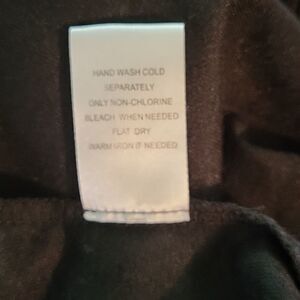 HAND WASH COLD
SEPARATELY
ONLY NON-CHLORINE
BLEACH WHEN NEEDED
FLAT DRY
WARM IRON IF NEEDED